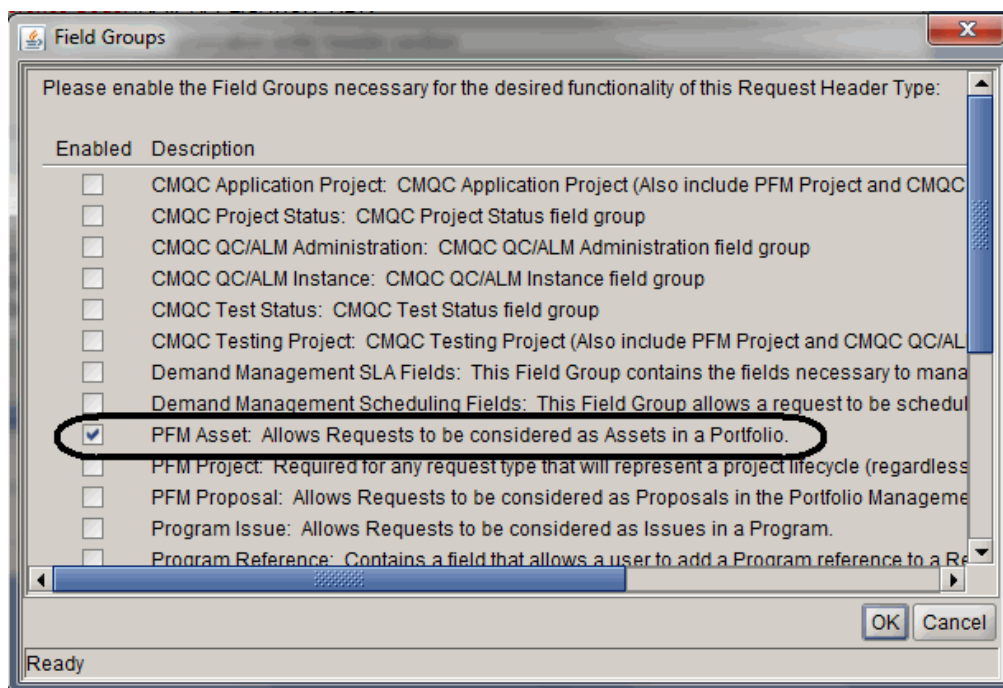 Field Groups
Please enable the Field Groups necessary for the desired functionality of this Request Header Type:
Enabled Description
CMQC Application Project: CMQC Application Project (Also include PFM Project and CMQC
CMQC Project Status: CMQC Project Status field group
CMQC QC/ALM Administration: CMQC QC/ALM Administration field group
CMQC QC/ALM Instance: CMQC QC/ALM Instance field group
CMQC Test Status: CMQC Test Status field group
CMQC Testing Project: CMQC Testing Project (Also include PFM Project and CMQC QC/AL
Demand Management SLA Fields: This Field Group contains the fields necessary to mana
Demand Management Scheduling Fields: This Field Group allows a request to be schedul
PFM Asset: Allows Requests to be considered as Assets in a Portfolio.
PFM Project: Required for any request type that will represent a project lifecycle (regardless
PFM Proposal: Allows Requests to be considered as Proposals in the Portfolio Manageme
Program Issue: Allows Requests to be considered as Issues in a Program.
Program Reference: Contains a field that allows a user to add a Program reference to a Re
OK Cancel
Ready